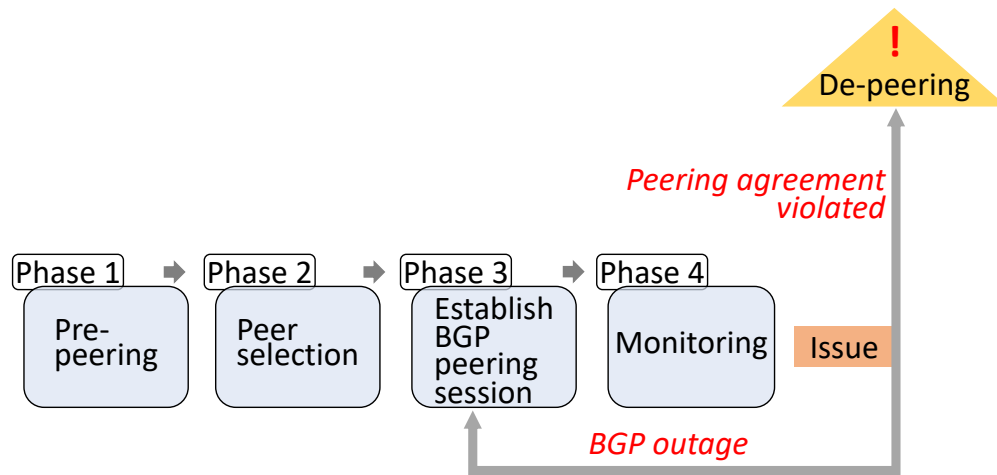 !
De-peering
Peering agreement
violated
Phase 1
Phase 2
Phase 3
Phase 4
Pre-
peering
Peer
selection
Establish
BGP
peering
session
Monitoring
Issue
BGP outage